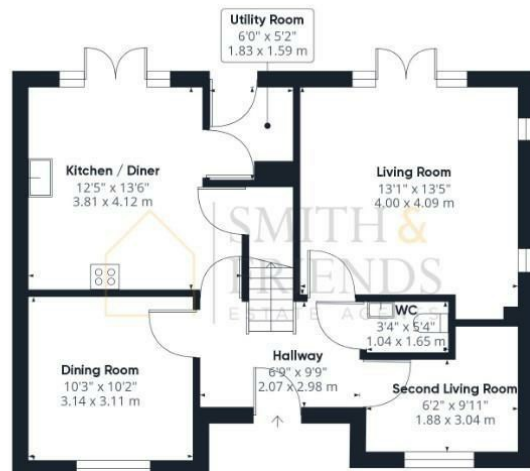 Utility Room
6'0" x 5'2"
1.83 x 1.59 m
Kitchen / Diner
12'5" x 13'6"
3.81 x 4.12 m
Living Room
13'1" x 13'5"
4.00 x 4.09 m
SMITH &
FRIENDS
ESTATE AGENTS
WC
3'4" x 5'4"
1.04 x 1.65 m
Hallway
6'9" x 9'9"
2.07 x 2.98 m
Dining Room
10'3" x 10'2"
3.14 x 3.11 m
Second Living Room
6'2" x 9'11"
1.88 x 3.04 m